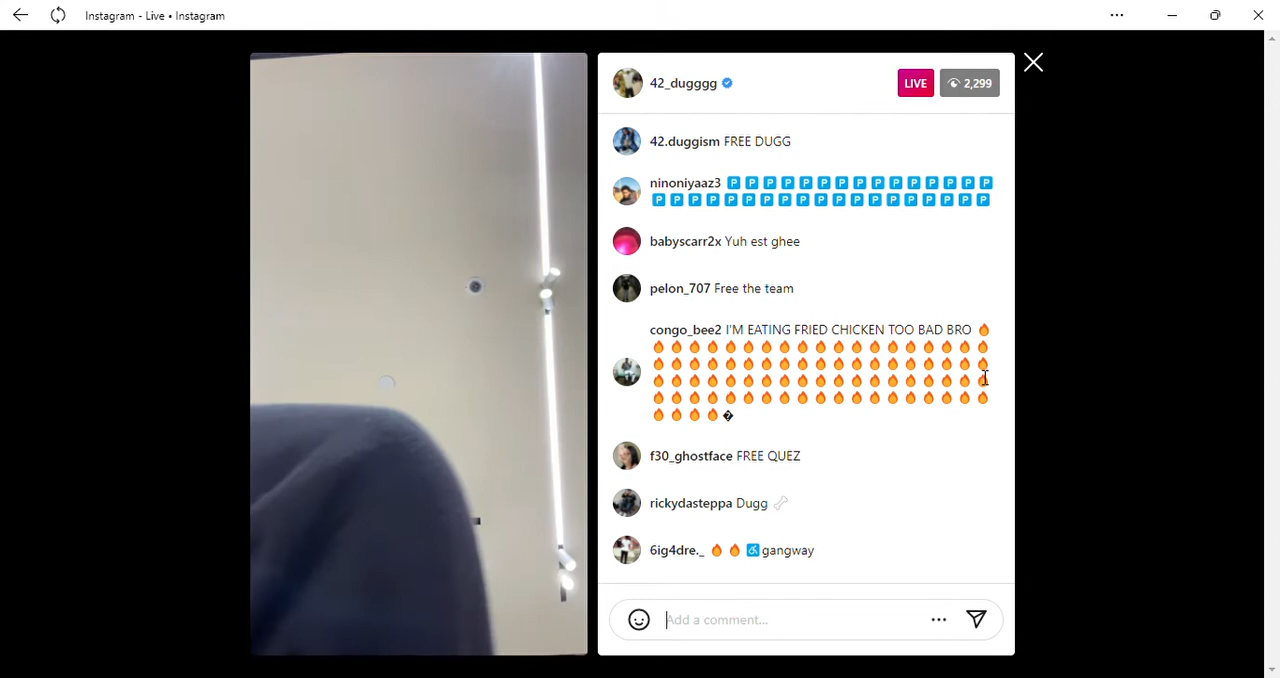 Instagram - Live • Instagram
42_dugggg
LIVE
2,299
42.duggism FREE DUGG
ninoniyaaz3 🅿🅿🅿🅿🅿🅿🅿🅿🅿🅿🅿🅿🅿🅿🅿
🅿🅿🅿🅿🅿🅿🅿🅿🅿🅿🅿🅿🅿🅿🅿🅿🅿🅿🅿
babyscarr2x Yuh est ghee
pelon_707 Free the team
congo_bee2 I'M EATING FRIED CHICKEN TOO BAD BRO 🔥
🔥🔥🔥🔥🔥🔥🔥🔥🔥🔥🔥🔥🔥🔥🔥🔥🔥🔥🔥
🔥🔥🔥🔥🔥🔥🔥🔥🔥🔥🔥🔥🔥🔥🔥🔥🔥🔥🔥
🔥🔥🔥🔥🔥🔥🔥🔥🔥🔥🔥🔥🔥🔥🔥🔥🔥🔥🔥
🔥🔥🔥🔥🔥🔥🔥🔥🔥🔥🔥🔥🔥🔥🔥🔥🔥🔥🔥
🔥🔥🔥🔥�
f30_ghostface FREE QUEZ
rickydasteppa Dugg 🦴
6ig4dre._ 🔥🔥♿gangway
Add a comment...